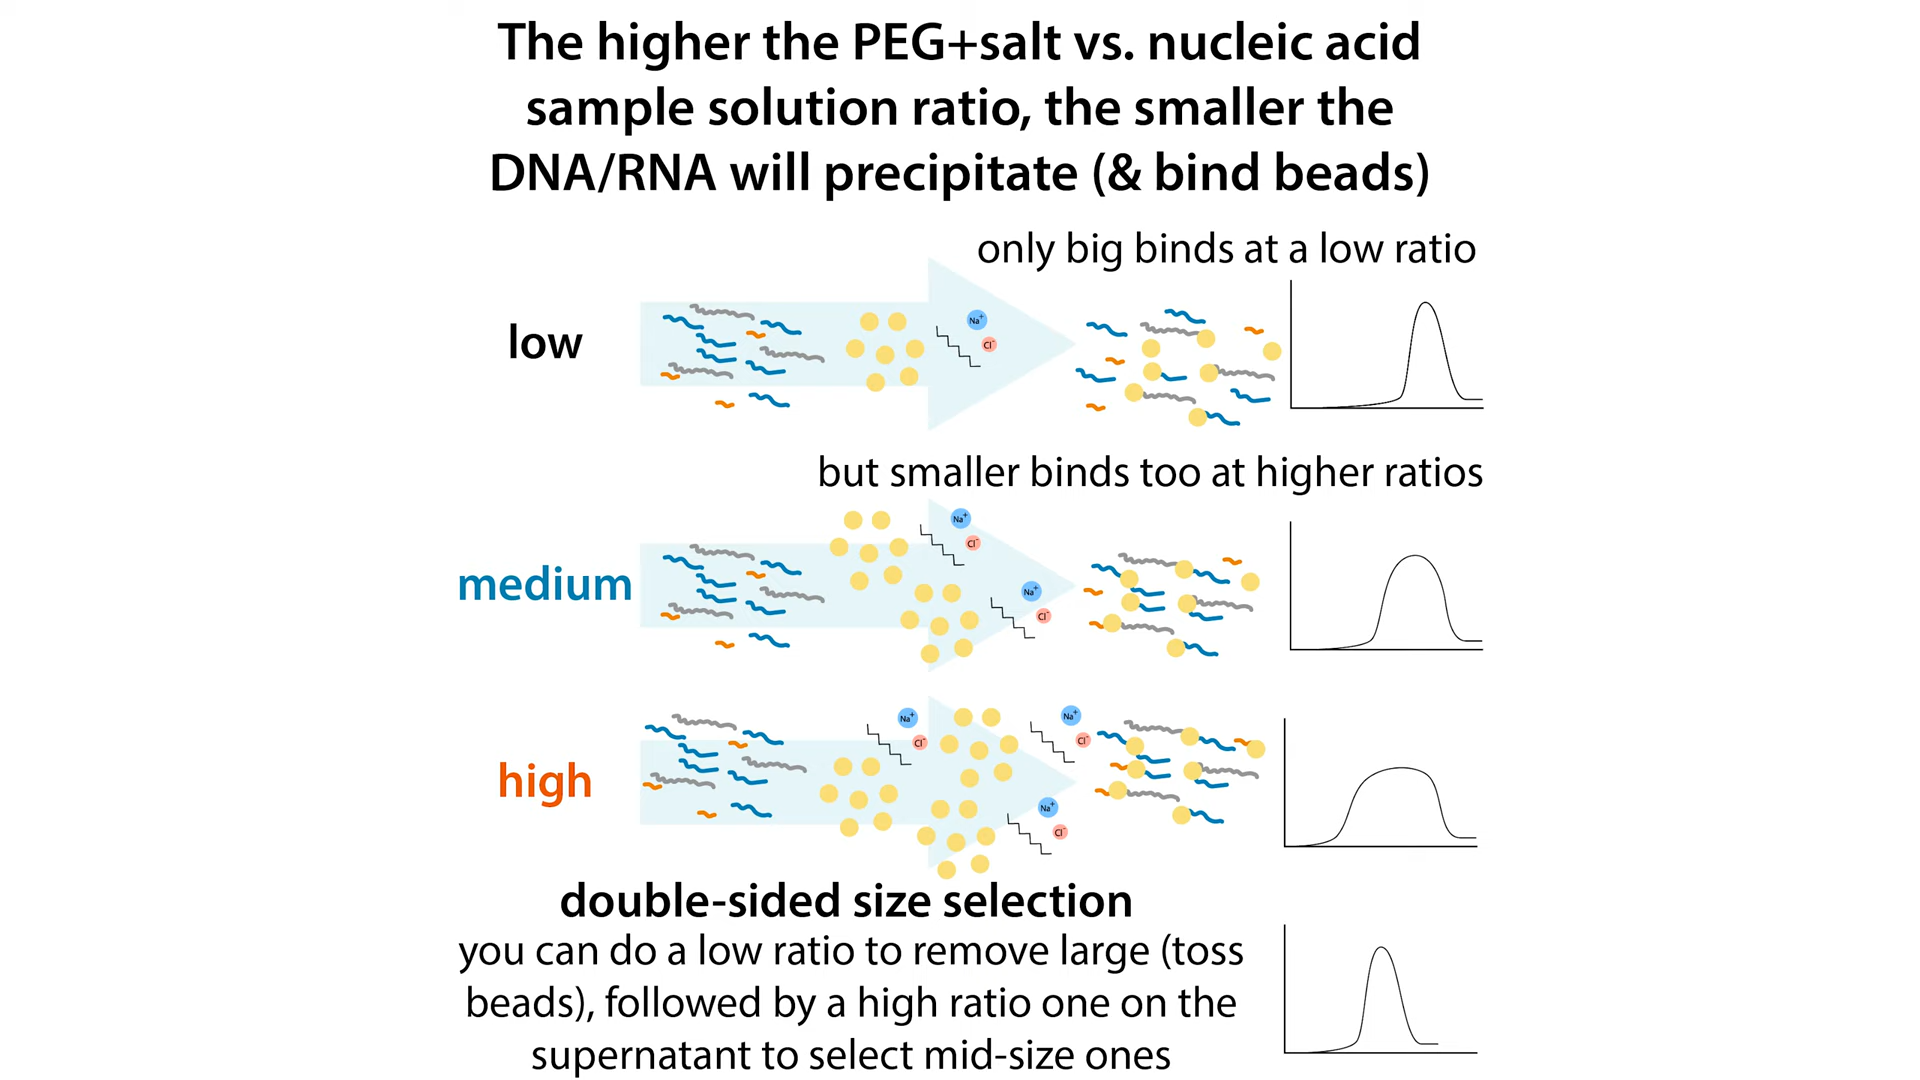 The higher the PEG+salt vs. nucleic acid
sample solution ratio, the smaller the
DNA/RNA will precipitate (& bind beads)
only big binds at a low ratio
low
Na+
Cl-
but smaller binds too at higher ratios
medium
Na+
Cl-
Na+
Cl-
high
Na+
Cl-
Na+
Cl-
Na+
Cl-
double-sided size selection
you can do a low ratio to remove large (toss
beads), followed by a high ratio one on the
supernatant to select mid-size ones